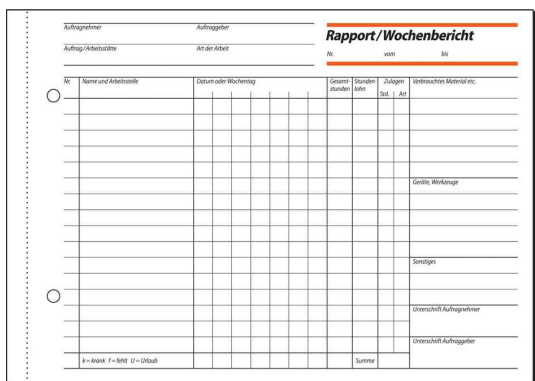 Auftragnehmer
Auftraggeber
Rapport/Wochenbericht
Auftrag/Arbeitsstätte
Art der Arbeit
Nr. vom bis
Nr. Name und Arbeitsstelle Datum oder Wochentag Gesamt- Stunden- Zulagen Verbrauchtes Material etc.
stunden lohn Std. Art
Geräte, Werkzeuge
Sonstiges
Unterschrift Auftragnehmer
Unterschrift Auftraggeber
k = krank f = fehlt U = Urlaub Summe